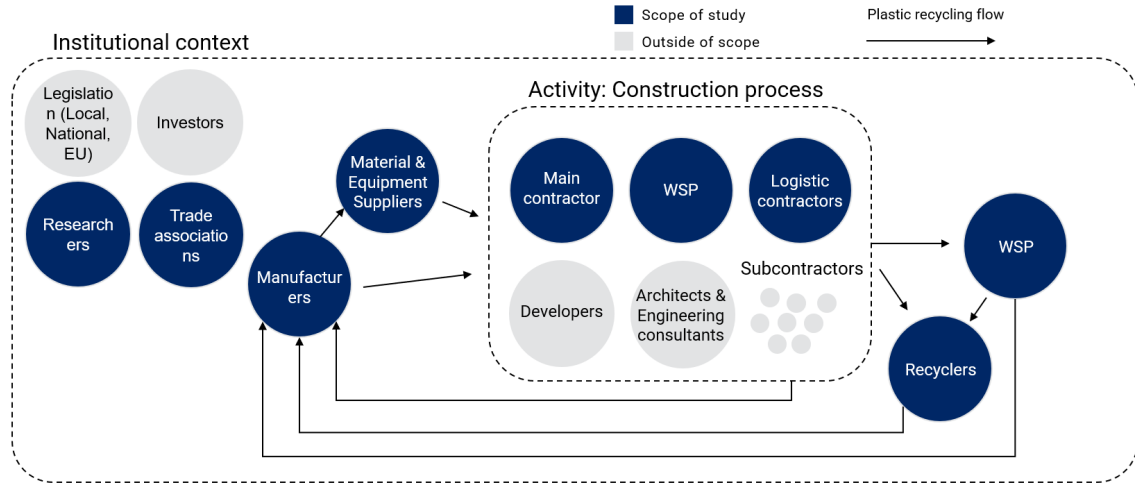 Scope of study
Plastic recycling flow
Outside of scope
Institutional context
Activity: Construction process
Legislatio
n (Local,
National,
EU)
Investors
Research
ers
Trade
associatio
ns
Material &
Equipment
Suppliers
Manufactur
ers
Main
contractor
WSP
Logistic
contractors
Developers
Architects &
Engineering
consultants
Subcontractors
WSP
Recyclers